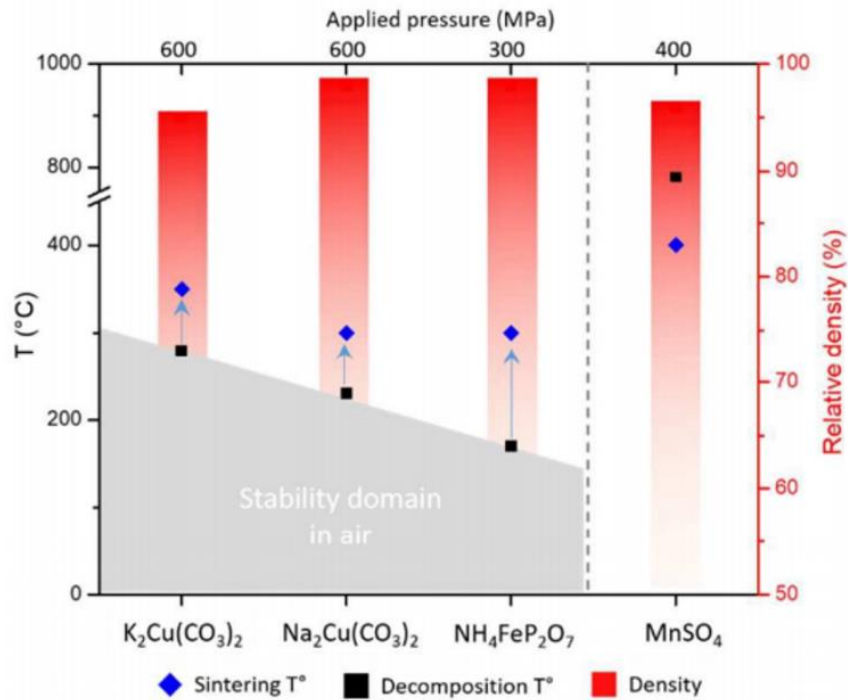 Applied pressure (MPa)
600 600 300 400
1000
800
400
200
0
T (°C)
100
90
80
70
60
50
Relative density (%)
Stability domain
in air
K₂Cu(CO₃)₂ Na₂Cu(CO₃)₂ NH₄FeP₂O₇ MnSO₄
Sintering T° Decomposition T° Density